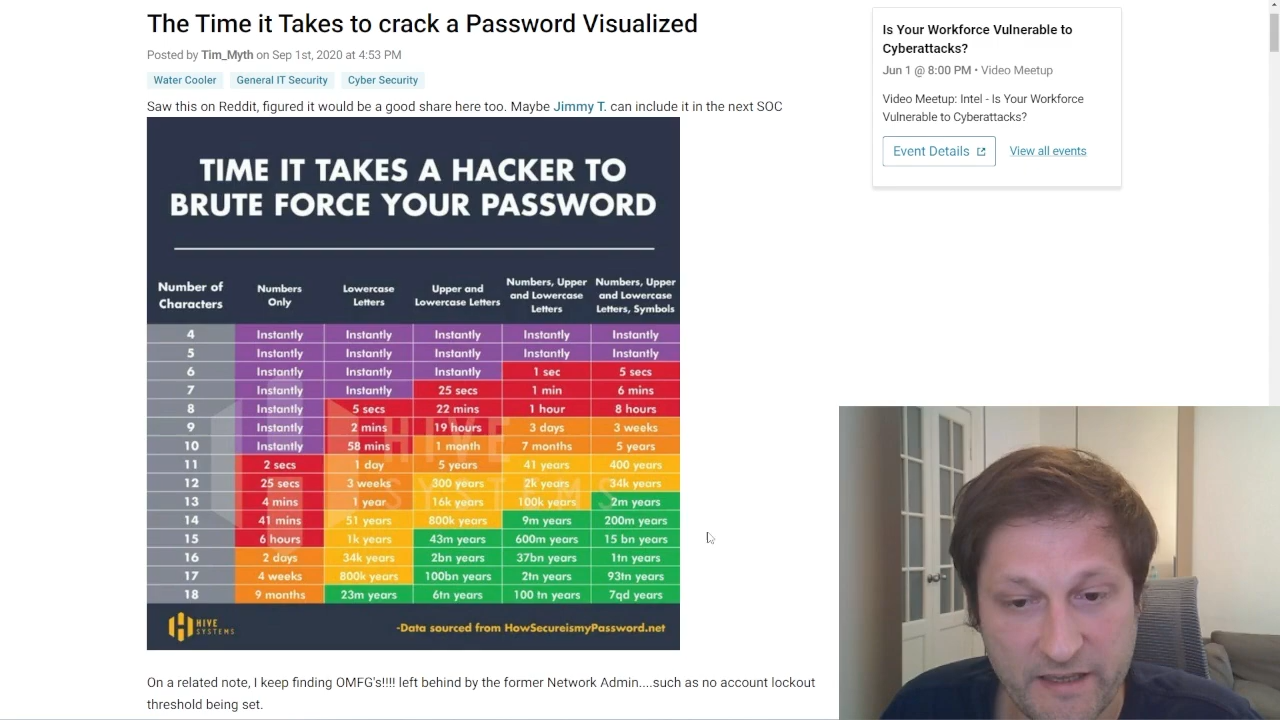 The Time it Takes to crack a Password Visualized
Posted by Tim_Myth on Sep 1st, 2020 at 4:53 PM
Water Cooler General IT Security Cyber Security
Saw this on Reddit, figured it would be a good share here too. Maybe Jimmy T. can include it in the next SOC
TIME IT TAKES A HACKER TO
BRUTE FORCE YOUR PASSWORD
Number of Characters Numbers Only Lowercase Letters Upper and Lowercase Letters Numbers, Upper and Lowercase Letters Numbers, Upper and Lowercase Letters, Symbols
4 Instantly Instantly Instantly Instantly Instantly
5 Instantly Instantly Instantly Instantly Instantly
6 Instantly Instantly Instantly 1 sec 5 secs
7 Instantly Instantly 25 secs 1 min 6 mins
8 Instantly 5 secs 22 mins 1 hour 8 hours
9 Instantly 2 mins 19 hours 3 days 3 weeks
10 Instantly 58 mins 1 month 7 months 5 years
11 2 secs 1 day 5 years 41 years 400 years
12 25 secs 3 weeks 300 years 2k years 34k years
13 4 mins 1 year 16k years 100k years 2m years
14 41 mins 51 years 800k years 9m years 200m years
15 6 hours 1k years 43m years 600m years 15 bn years
16 2 days 34k years 2bn years 37bn years 1tn years
17 4 weeks 800k years 100bn years 2tn years 93tn years
18 9 months 23m years 6tn years 100 tn years 7qd years
HIVE SYSTEMS
HIVE
SYSTEMS
-Data sourced from HowSecureismyPassword.net
On a related note, I keep finding OMFG's!!!! left behind by the former Network Admin....such as no account lockout
threshold being set.
Is Your Workforce Vulnerable to
Cyberattacks?
Jun 1 @ 8:00 PM • Video Meetup
Video Meetup: Intel - Is Your Workforce
Vulnerable to Cyberattacks?
Event Details View all events